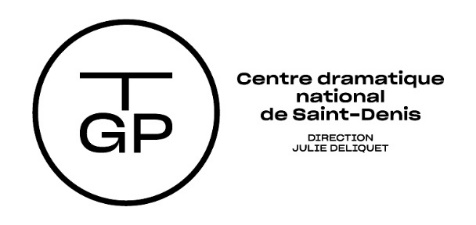 T
GP
Centre dramatique
national
de Saint-Denis
DIRECTION
JULIE DELIQUET